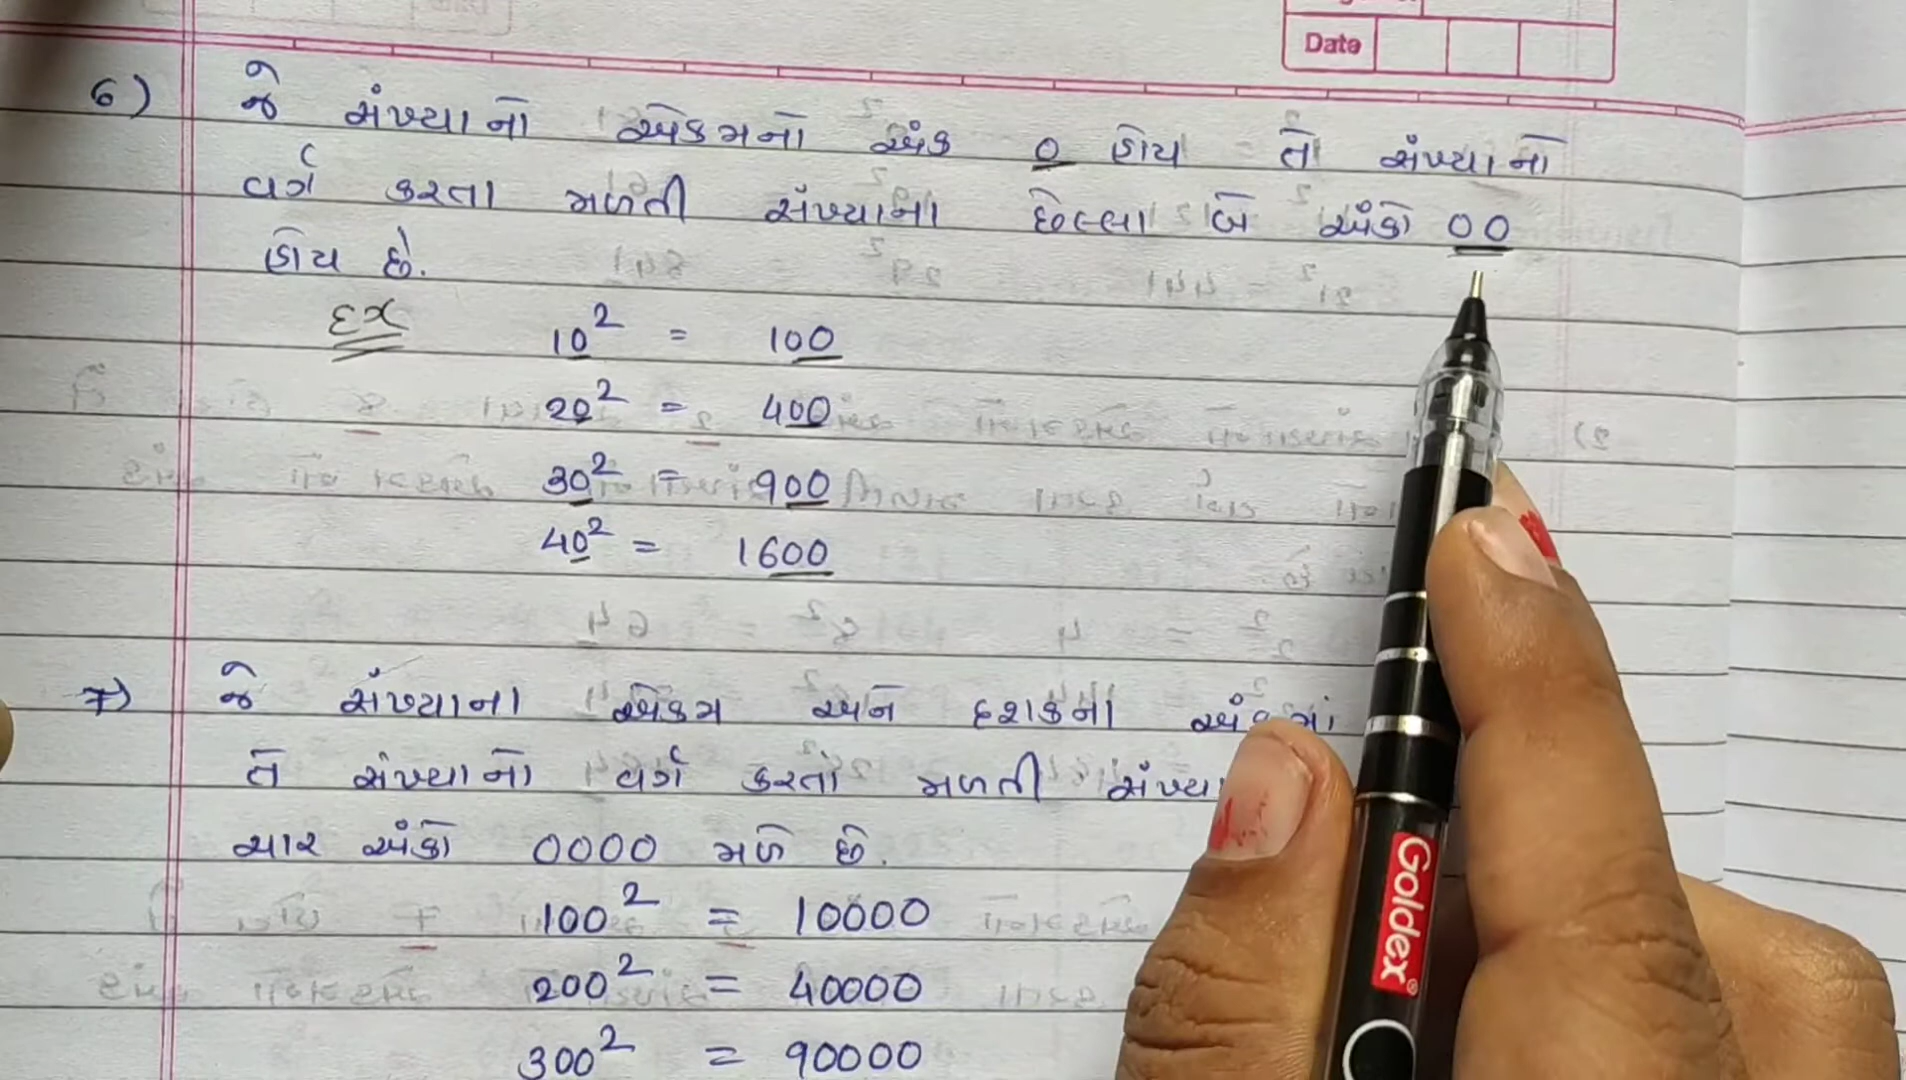 Date
6) જે સંખ્યાનો એકમનો અંક 0 હોય તો સંખ્યાનો
વર્ગ કરતા મળતી સંખ્યાના છેલ્લા બે અંકો 00
હોય છે.
Ex 10² = 100
20² = 400
30² = 900
40² = 1600
7) જે સંખ્યાના એકમ અને દશકના
તે સંખ્યાનો વર્ગ કરતાં મળતી
ચાર અંકો 0000 મળે છે.
100² = 10000
200² = 40000
300² = 90000
Goldex